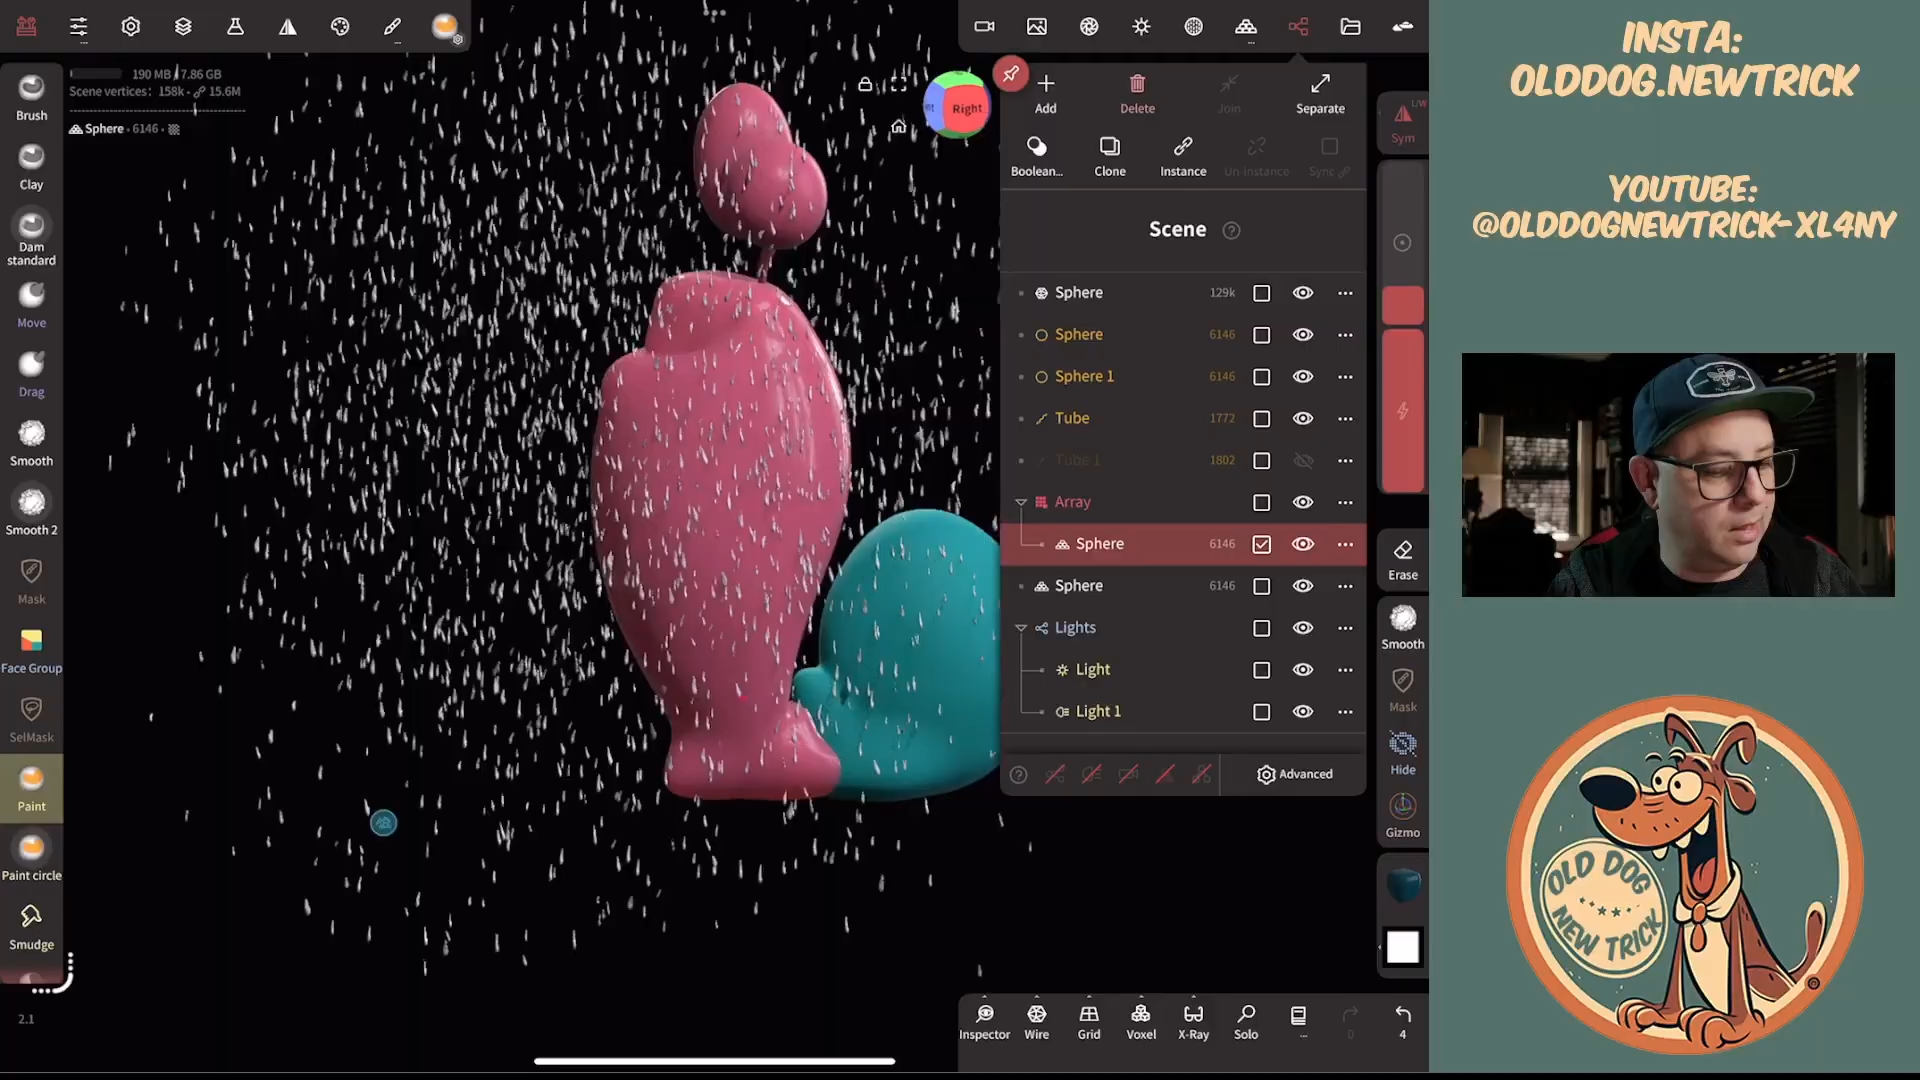 190 MB / 7.86 GB
Scene vertices: 158k • 15.6M
Sphere • 6146 •
Brush
Clay
Dam
standard
Move
Drag
Smooth
Smooth 2
Mask
Face Group
SelMask
Paint
Paint circle
Smudge
2.1
Right
Add
Delete
Join
Separate
Boolean...
Clone
Instance
Un-instance
Sync
Scene
Sphere 129k
Sphere 6146
Sphere 1 6146
Tube 1772
Tube 1 1802
Array
Sphere 6146
Sphere 6146
Lights
Light
Light 1
Advanced
L/W
Sym
Erase
Smooth
Mask
Hide
Gizmo
Inspector
Wire
Grid
Voxel
X-Ray
Solo
...
0
4
INSTA:
OLDDOG.NEWTRICK
YOUTUBE:
@OLDDOGNEWTRICK-XL4NY
OLD DOG
NEW TRICK